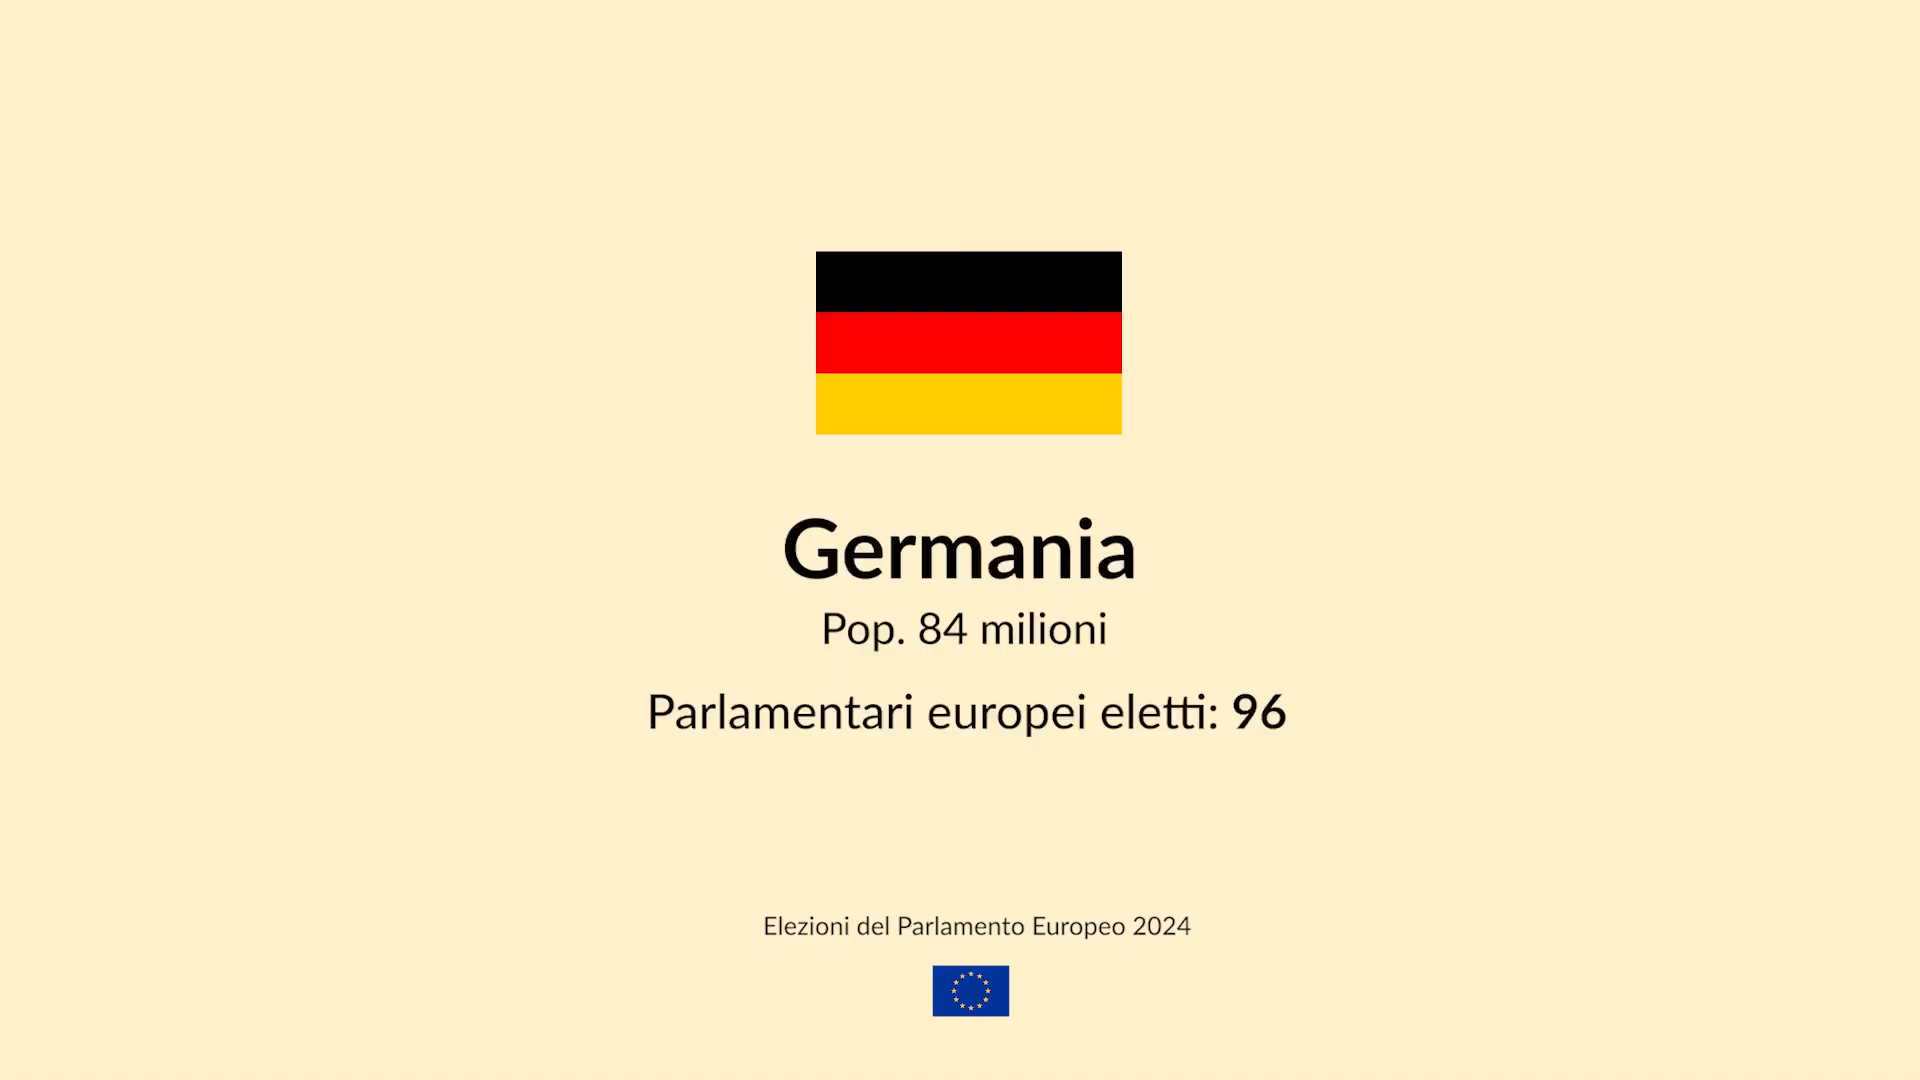 Germania
Pop. 84 milioni
Parlamentari europei eletti: 96
Elezioni del Parlamento Europeo 2024